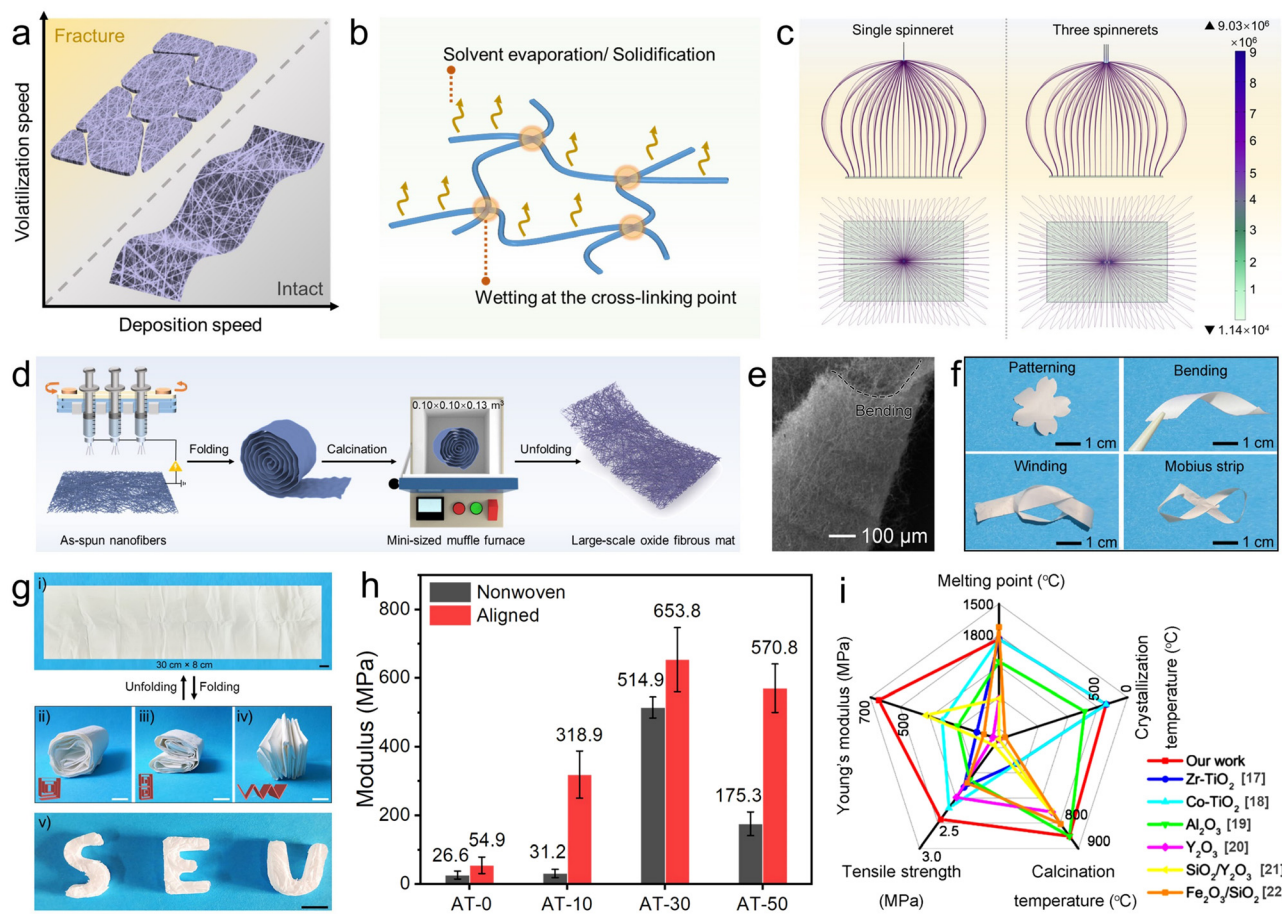 a
Fracture
Volatilization speed
Intact
Deposition speed
b
Solvent evaporation/ Solidification
Wetting at the cross-linking point
c
Single spinneret
Three spinnerets
▲ 9.03×10⁶
×10⁶
9
8
7
6
5
4
3
2
1
▼ 1.14×10⁴
d
As-spun nanofibers
Folding
Calcination
0.10×0.10×0.13 m³
Mini-sized muffle furnace
Unfolding
Large-scale oxide fibrous mat
e
Bending
100 μm
f
Patterning
1 cm
Bending
1 cm
Winding
1 cm
Mobius strip
1 cm
g
i)
30 cm × 8 cm
Unfolding
Folding
ii)
iii)
iv)
v)
S E U
h
Nonwoven
Aligned
Modulus (MPa)
800
600
400
200
0
26.6
54.9
31.2
318.9
514.9
653.8
175.3
570.8
AT-0
AT-10
AT-30
AT-50
i
Melting point (°C)
1500
1800
Crystallization
temperature (°C)
500
0
Young's modulus (MPa)
700
500
2.5
3.0
Tensile strength
(MPa)
800
900
Calcination
temperature (°C)
Our work
Zr-TiO₂ [17]
Co-TiO₂ [18]
Al₂O₃ [19]
Y₂O₃ [20]
SiO₂/Y₂O₃ [21]
Fe₂O₃/SiO₂ [22]